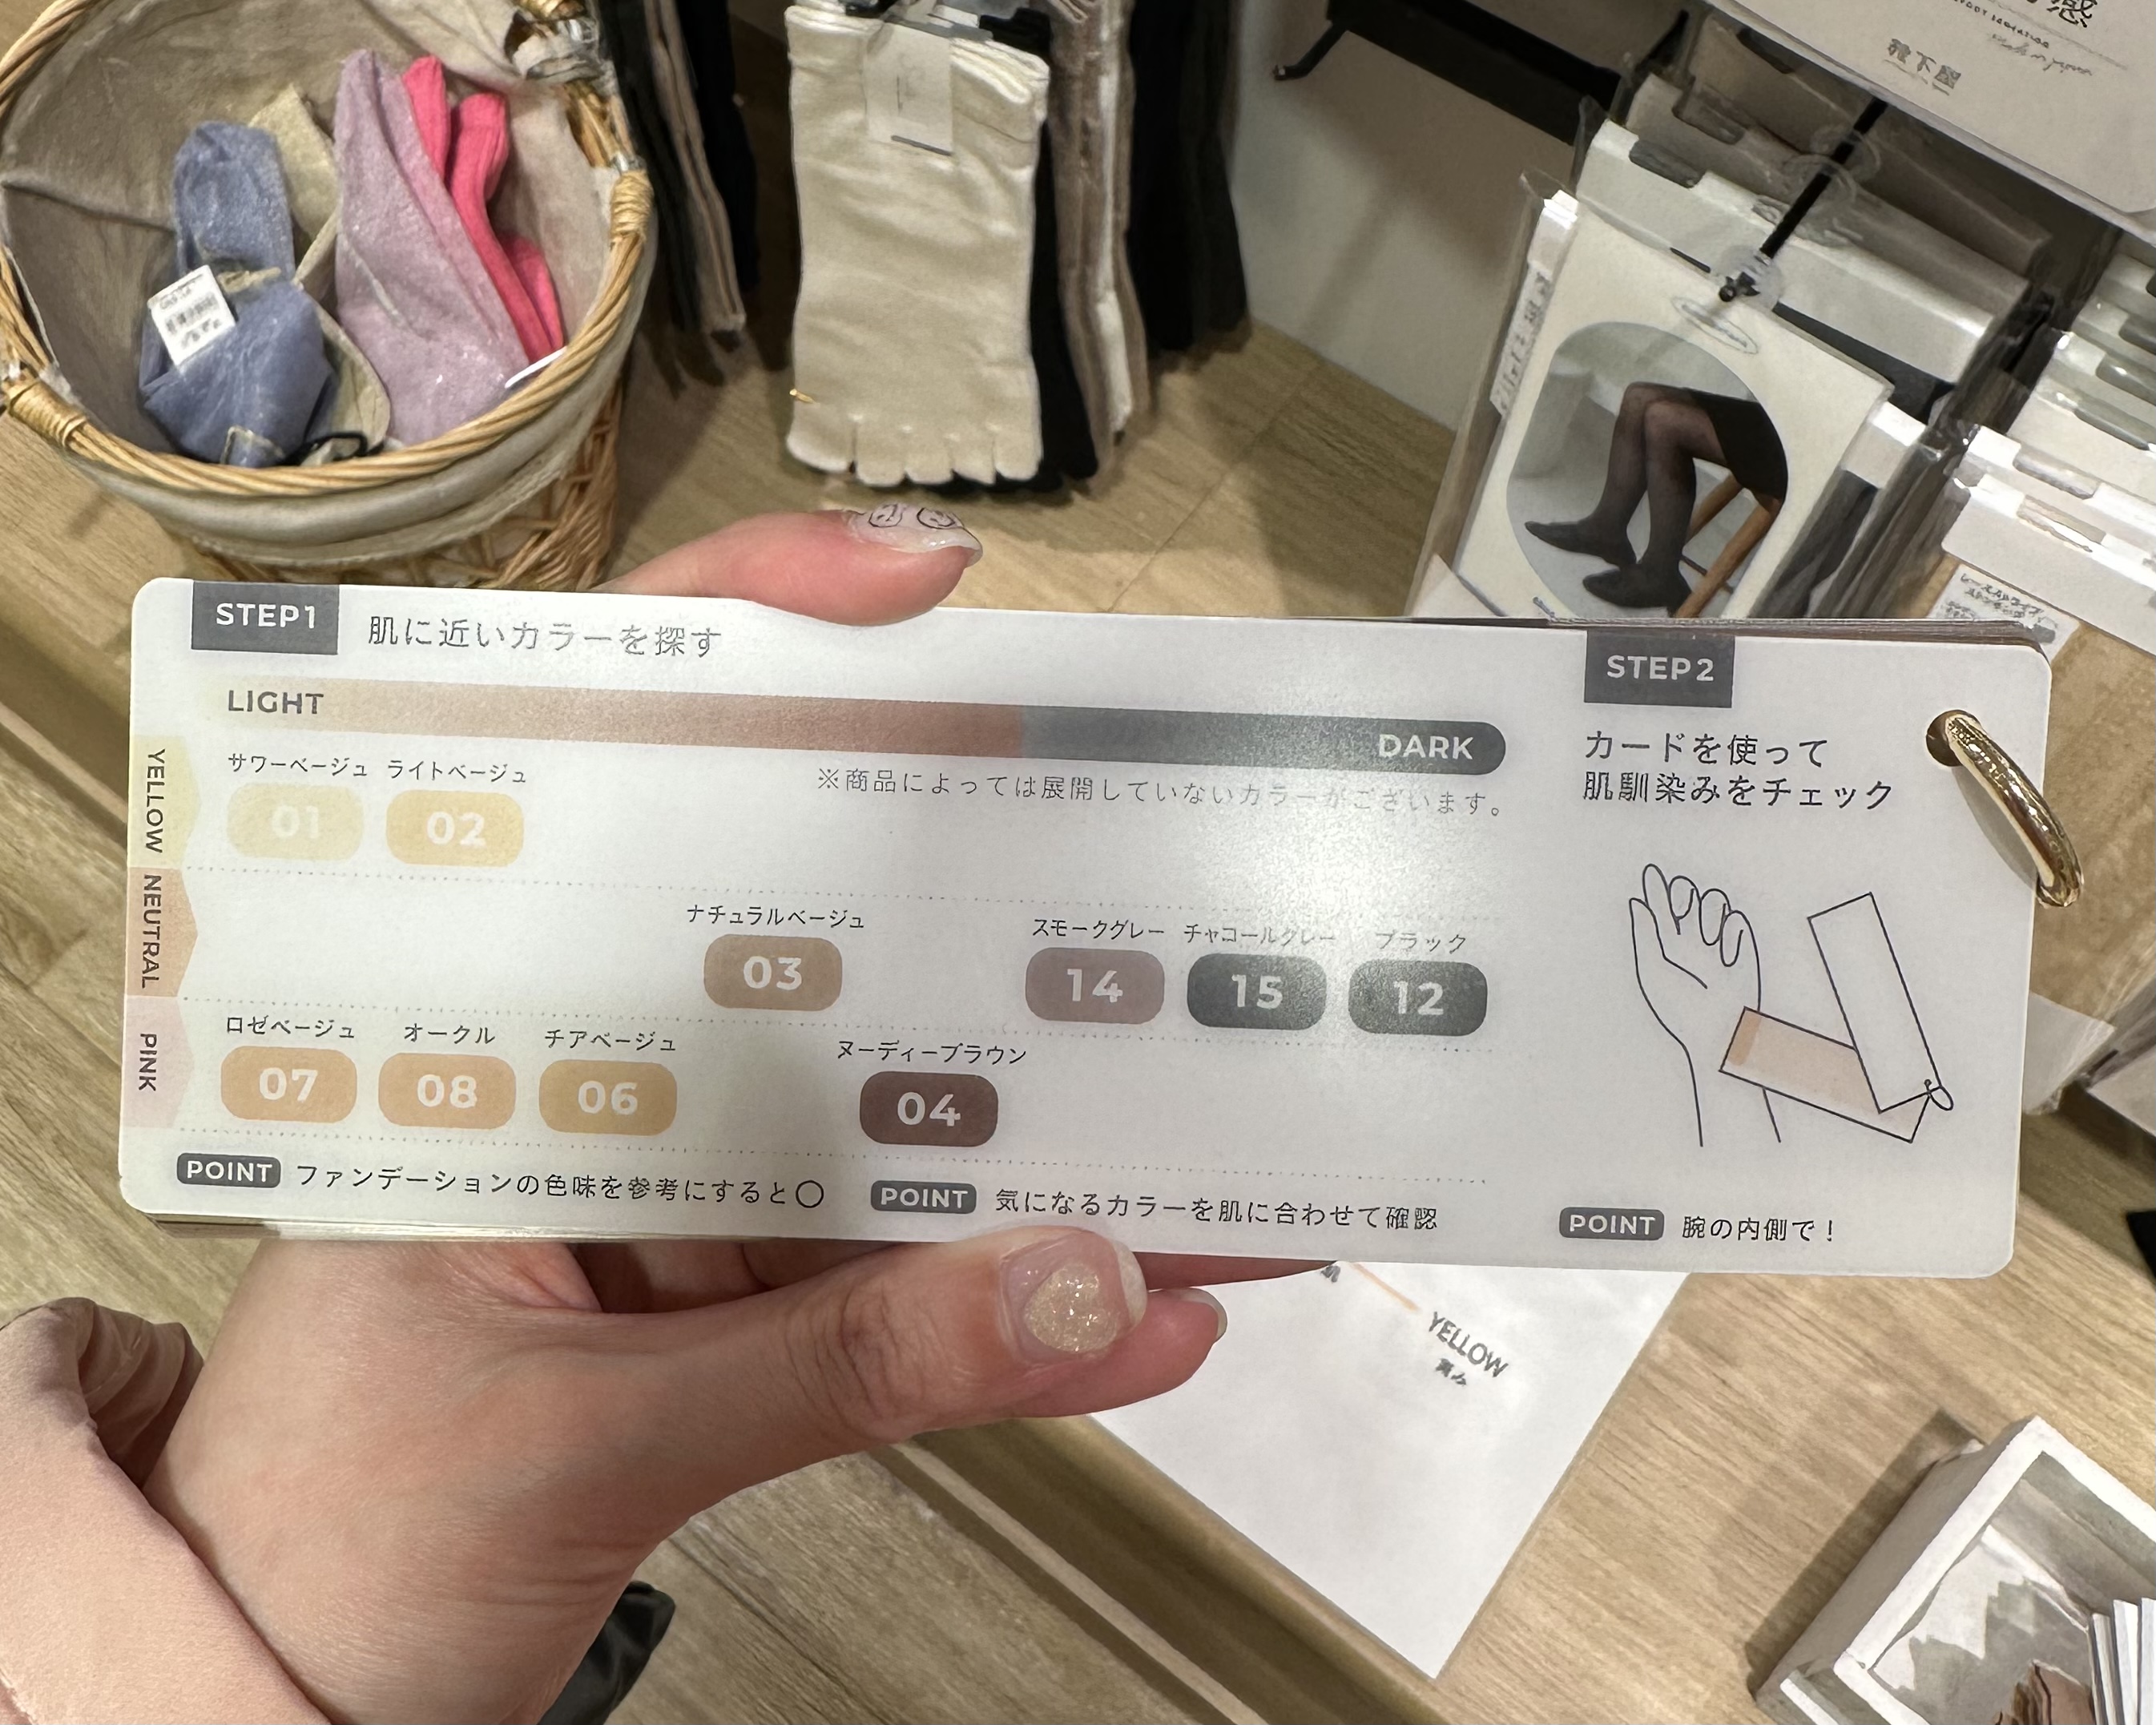 靴下屋
STEP1
肌に近いカラーを探す
LIGHT
DARK
※商品によっては展開していないカラーがございます。
YELLOW
サワーベージュ
ライトベージュ
01
02
NEUTRAL
ナチュラルベージュ
スモークグレー
チャコールグレー
ブラック
03
14
15
12
PINK
ロゼベージュ
オークル
チアベージュ
ヌーディーブラウン
07
08
06
04
POINT ファンデーションの色味を参考にすると〇
POINT 気になるカラーを肌に合わせて確認
STEP2
カードを使って
肌馴染みをチェック
POINT 腕の内側で!
YELLOW